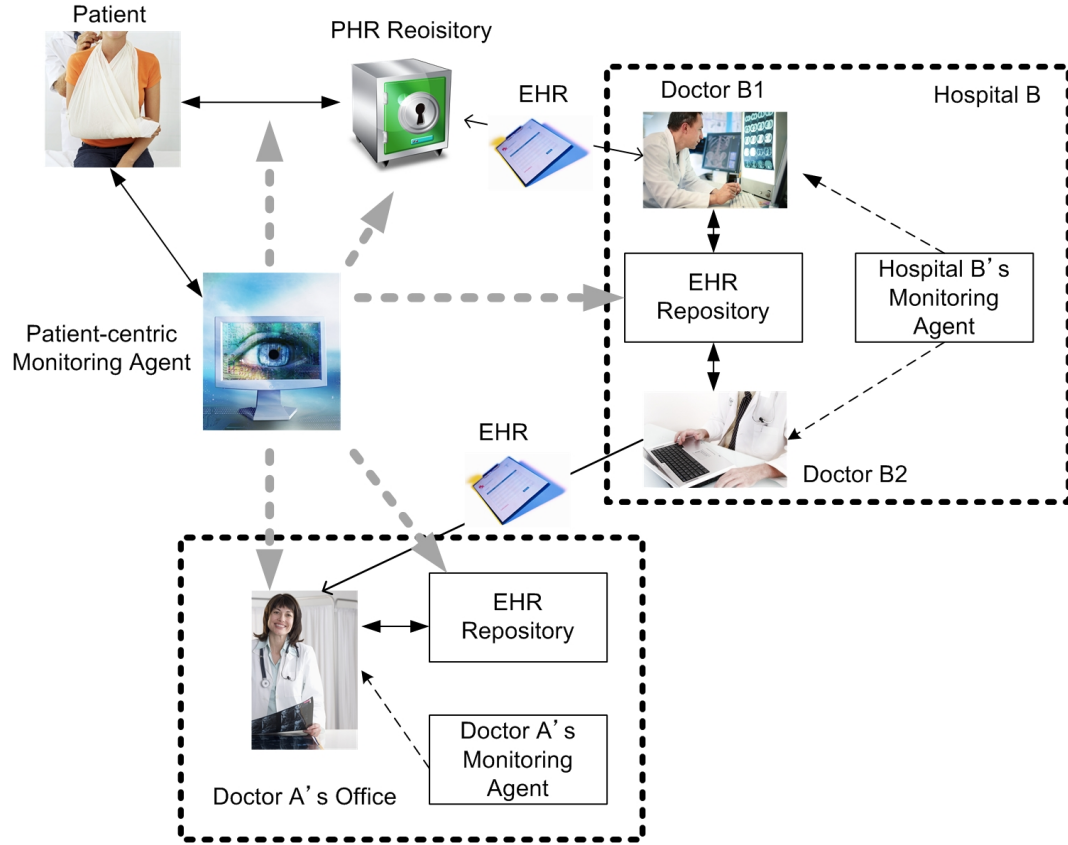 Patient
PHR Reoisitory
EHR
Doctor B1
Hospital B
EHR
Repository
Hospital B's
Monitoring
Agent
Patient-centric
Monitoring Agent
EHR
Doctor B2
EHR
Repository
Doctor A's
Monitoring
Agent
Doctor A's Office